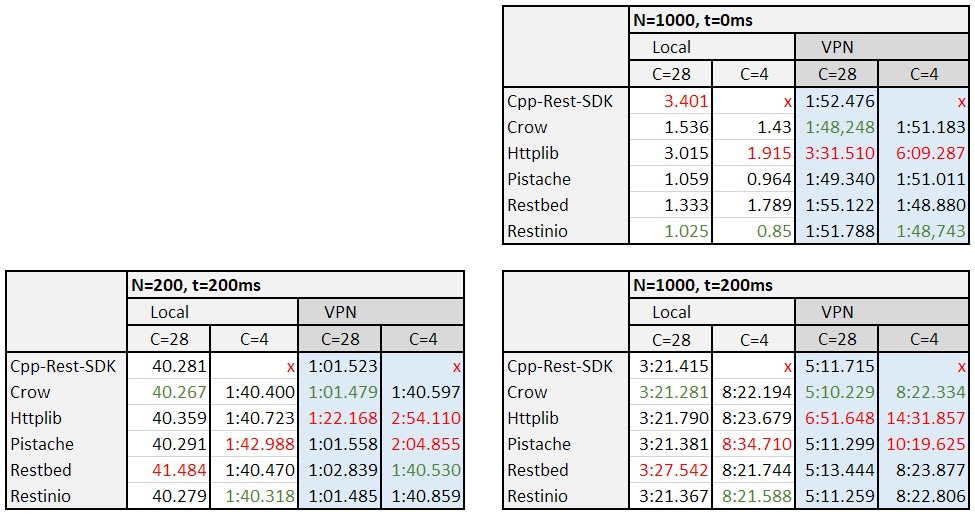 N=1000, t=0ms
Local VPN
C=28 C=4 C=28 C=4
Cpp-Rest-SDK 3.401 x 1:52.476 x
Crow 1.536 1.43 1:48,248 1:51.183
Httplib 3.015 1.915 3:31.510 6:09.287
Pistache 1.059 0.964 1:49.340 1:51.011
Restbed 1.333 1.789 1:55.122 1:48.880
Restinio 1.025 0.85 1:51.788 1:48,743
N=200, t=200ms
Local VPN
C=28 C=4 C=28 C=4
Cpp-Rest-SDK 40.281 x 1:01.523 x
Crow 40.267 1:40.400 1:01.479 1:40.597
Httplib 40.359 1:40.723 1:22.168 2:54.110
Pistache 40.291 1:42.988 1:01.558 2:04.855
Restbed 41.484 1:40.470 1:02.839 1:40.530
Restinio 40.279 1:40.318 1:01.485 1:40.859
N=1000, t=200ms
Local VPN
C=28 C=4 C=28 C=4
Cpp-Rest-SDK 3:21.415 x 5:11.715 x
Crow 3:21.281 8:22.194 5:10.229 8:22.334
Httplib 3:21.790 8:23.679 6:51.648 14:31.857
Pistache 3:21.381 8:34.710 5:11.299 10:19.625
Restbed 3:27.542 8:21.744 5:13.444 8:23.877
Restinio 3:21.367 8:21.588 5:11.259 8:22.806